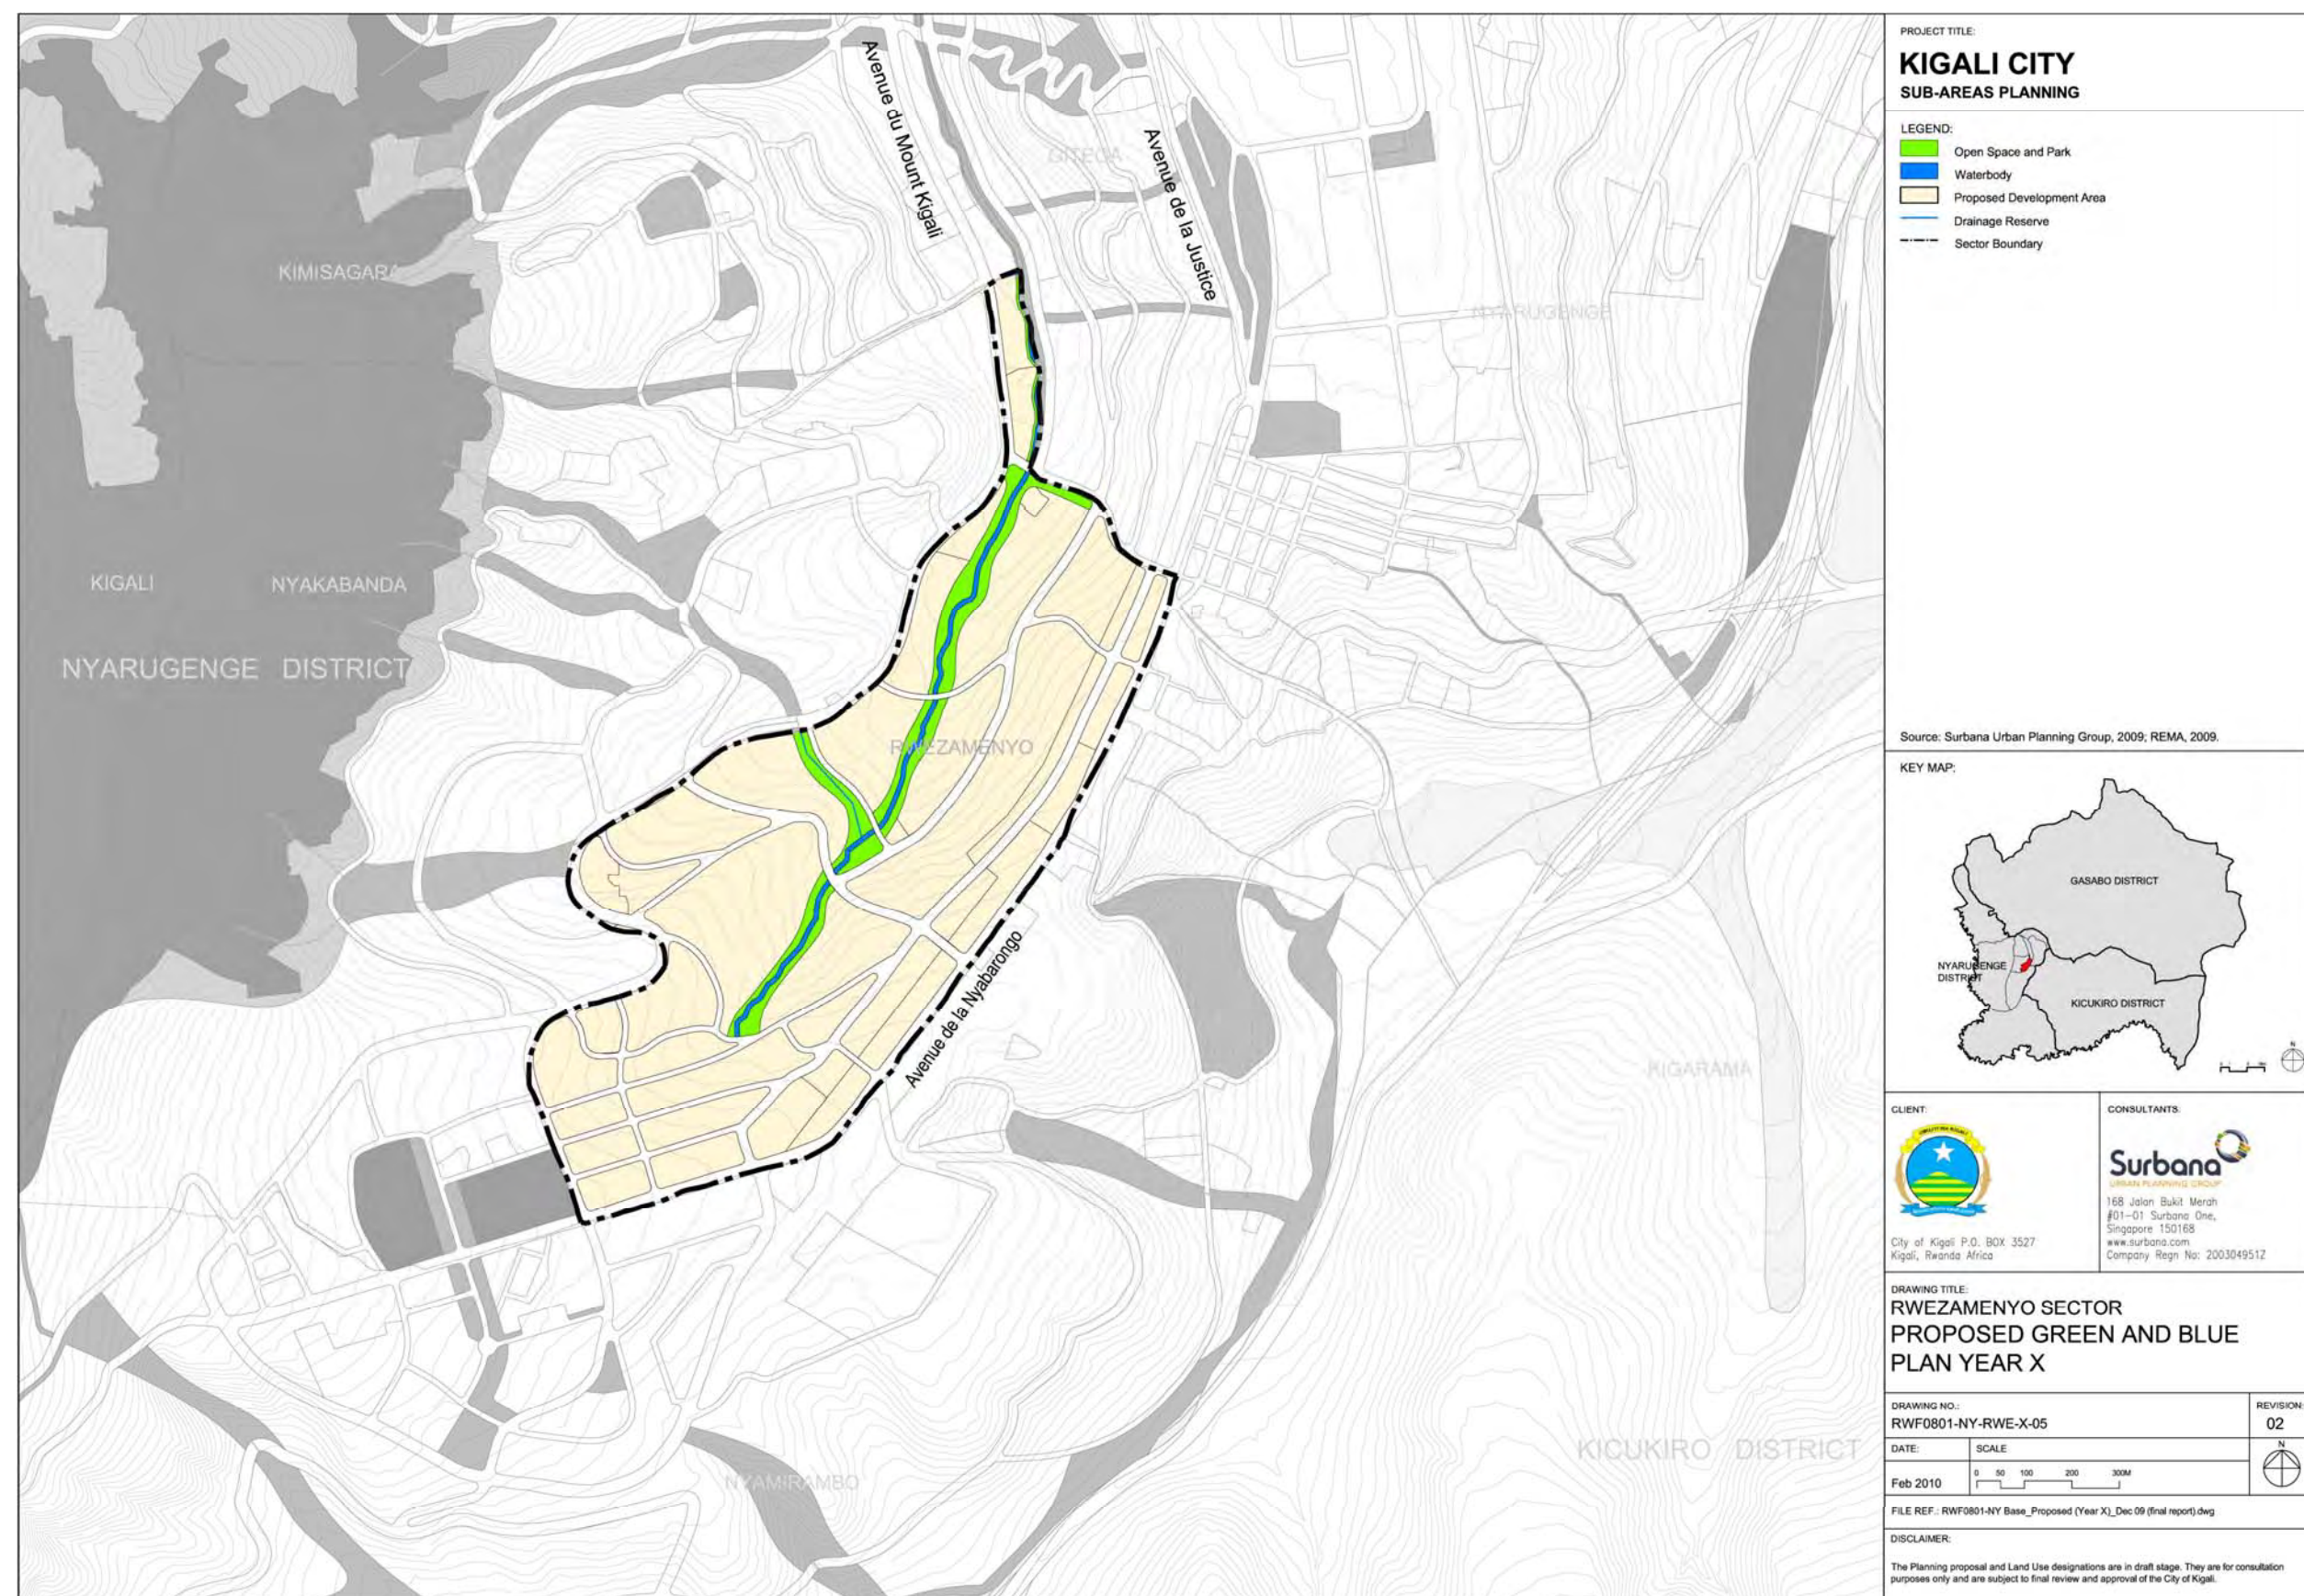 Avenue du Mount Kigali
Avenue de la Justice
GITEGA
KIMISAGARA
NYARUGENGE
KIGALI
NYAKABANDA
NYARUGENGE DISTRICT
RWEZAMENYO
Avenue de la Nyabarongo
KIGARAMA
KICUKIRO DISTRICT
NYAMIRAMBO
PROJECT TITLE:
KIGALI CITY
SUB-AREAS PLANNING
LEGEND:
Open Space and Park
Waterbody
Proposed Development Area
Drainage Reserve
Sector Boundary
Source: Surbana Urban Planning Group, 2009; REMA, 2009.
KEY MAP:
GASABO DISTRICT
NYARUGENGE
DISTRICT
KICUKIRO DISTRICT
N
CLIENT:
City of Kigali P.O. BOX 3527
Kigali, Rwanda Africa
CONSULTANTS:
Surbana
URBAN PLANNING GROUP
168 Jalan Bukit Merah
#01-01 Surbana One,
Singapore 150168
www.surbana.com
Company Regn No: 200304951Z
DRAWING TITLE:
RWEZAMENYO SECTOR
PROPOSED GREEN AND BLUE
PLAN YEAR X
DRAWING NO.:
RWF0801-NY-RWE-X-05
REVISION:
02
DATE:
Feb 2010
SCALE
0 50 100 200 300M
N
FILE REF.: RWF0801-NY Base_Proposed (Year X)_Dec 09 (final report).dwg
DISCLAIMER:
The Planning proposal and Land Use designations are in draft stage. They are for consultation
purposes only and are subject to final review and approval of the City of Kigali.